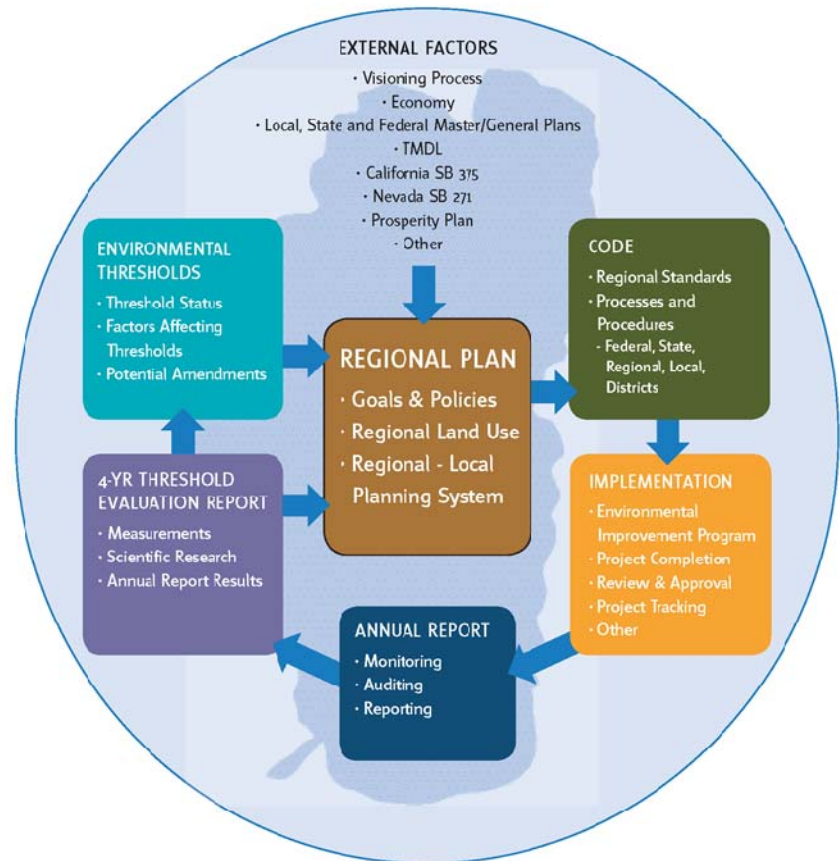 EXTERNAL FACTORS
· Visioning Process
· Economy
· Local, State and Federal Master/General Plans
· TMDL
· California SB 375
· Nevada SB 271
· Prosperity Plan
· Other
ENVIRONMENTAL
THRESHOLDS
· Threshold Status
· Factors Affecting
Thresholds
· Potential Amendments
REGIONAL PLAN
· Goals & Policies
· Regional Land Use
· Regional - Local
Planning System
CODE
· Regional Standards
· Processes and
Procedures
- Federal, State,
Regional, Local,
Districts
4-YR THRESHOLD
EVALUATION REPORT
· Measurements
· Scientific Research
· Annual Report Results
IMPLEMENTATION
· Environmental
Improvement Program
· Project Completion
· Review & Approval
· Project Tracking
· Other
ANNUAL REPORT
· Monitoring
· Auditing
· Reporting